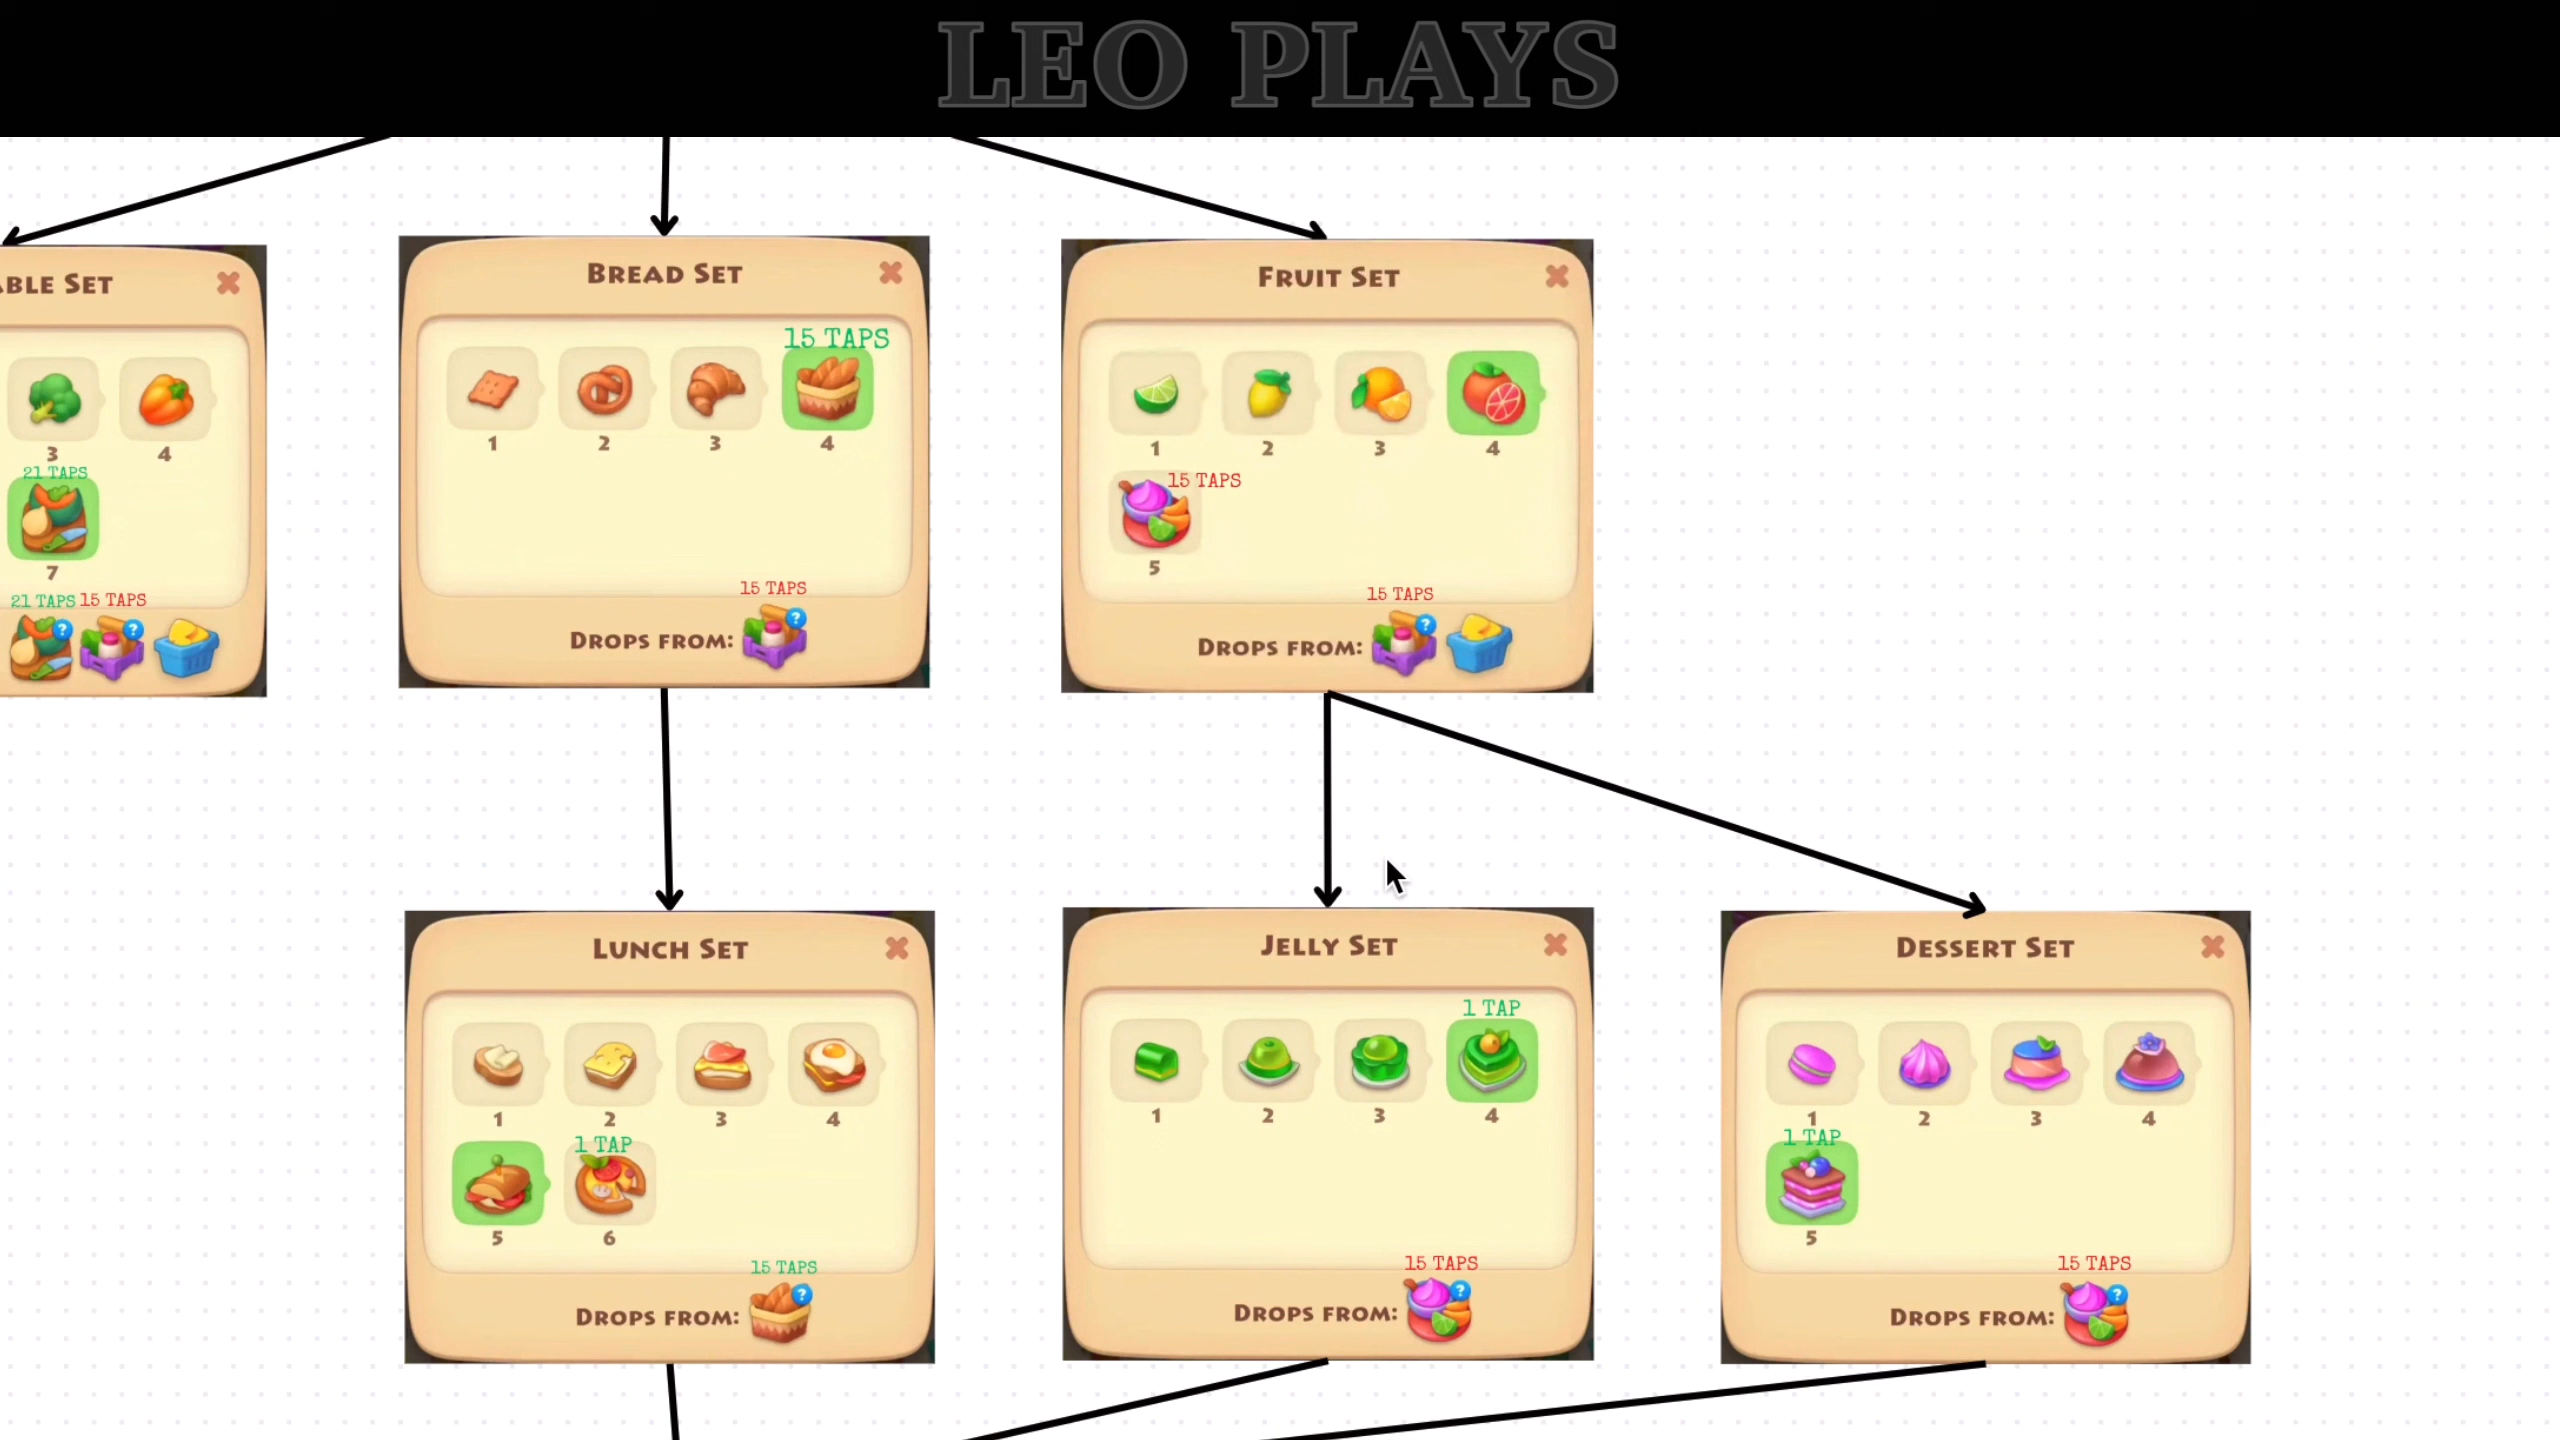 LEO PLAYS
ABLE SET
3
4
21 TAPS
7
21 TAPS
15 TAPS
BREAD SET
15 TAPS
1
2
3
4
15 TAPS
DROPS FROM:
FRUIT SET
1
2
3
4
15 TAPS
5
15 TAPS
DROPS FROM:
LUNCH SET
1
2
3
4
1 TAP
5
6
15 TAPS
DROPS FROM:
JELLY SET
1 TAP
1
2
3
4
15 TAPS
DROPS FROM:
DESSERT SET
1
2
3
4
1 TAP
5
15 TAPS
DROPS FROM: